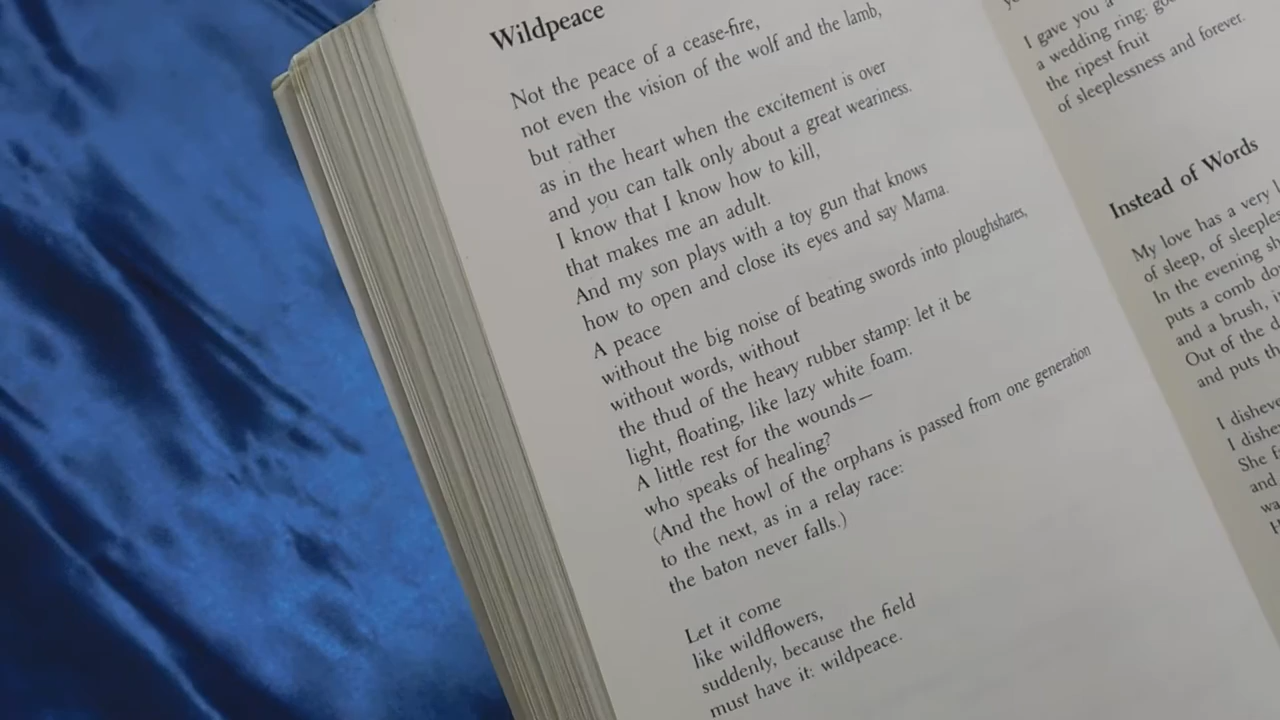 Wildpeace
Not the peace of a cease-fire,
not even the vision of the wolf and the lamb,
but rather
as in the heart when the excitement is over
and you can talk only about a great weariness.
I know that I know how to kill,
that makes me an adult.
And my son plays with a toy gun that knows
how to open and close its eyes and say Mama.
A peace
without the big noise of beating swords into ploughshares,
without words, without
the thud of the heavy rubber stamp: let it be
light, floating, like lazy white foam.
A little rest for the wounds—
who speaks of healing?
(And the howl of the orphans is passed from one generation
to the next, as in a relay race:
the baton never falls.)
Let it come
like wildflowers,
suddenly, because the field
must have it: wildpeace.
I gave you a
a wedding ring:
the ripest fruit
of sleeplessness and forever.
Instead of Words
My love has a very
of sleep, of
In the evening
puts a comb
and a brush,
Out of the
and puts
I
I
She
and